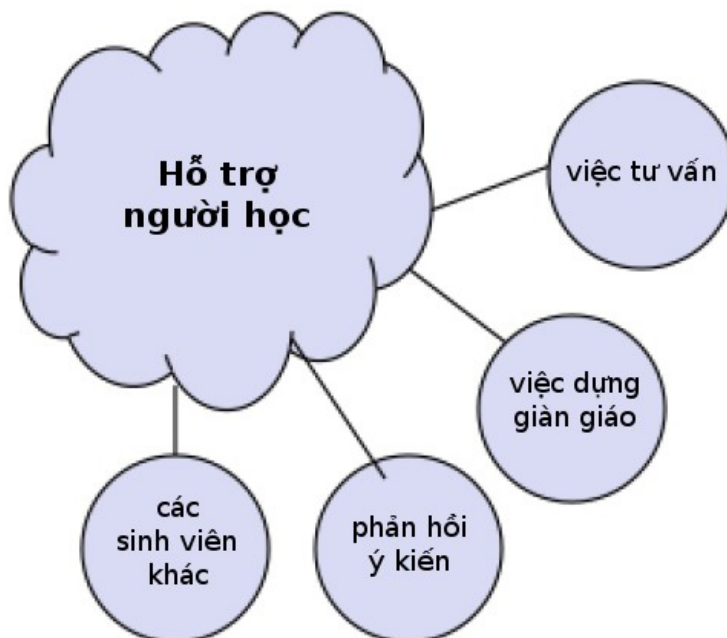 Hỗ trợ
người học
việc tư vấn
việc dựng
giàn giáo
phản hồi
ý kiến
các
sinh viên
khác